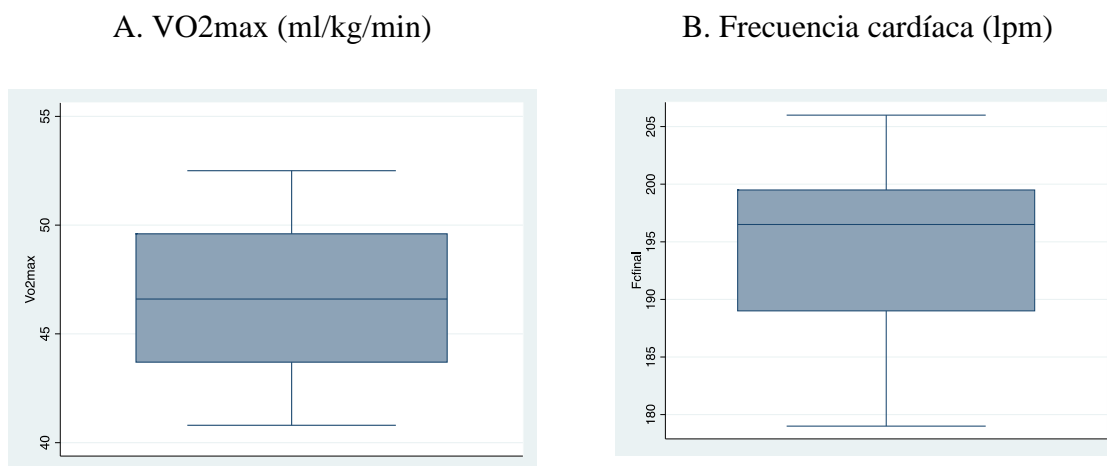 A. VO2max (ml/kg/min)
B. Frecuencia cardíaca (lpm)
Vo2max
55
50
45
40
Fcfinal
205
200
195
190
185
180